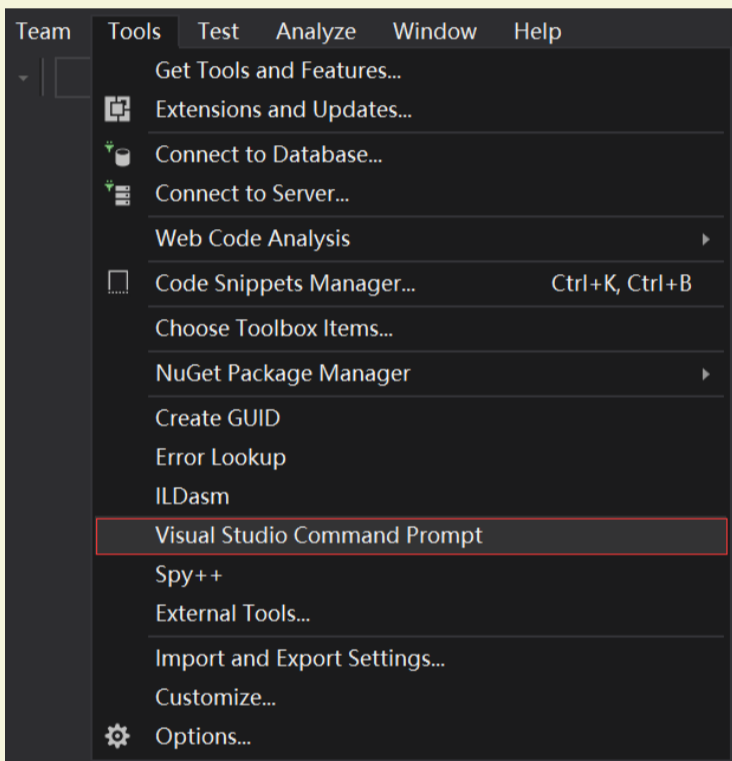 Team Tools Test Analyze Window Help
Get Tools and Features...
Extensions and Updates...
Connect to Database...
Connect to Server...
Web Code Analysis
Code Snippets Manager... Ctrl+K, Ctrl+B
Choose Toolbox Items...
NuGet Package Manager
Create GUID
Error Lookup
ILDasm
Visual Studio Command Prompt
Spy++
External Tools...
Import and Export Settings...
Customize...
Options...